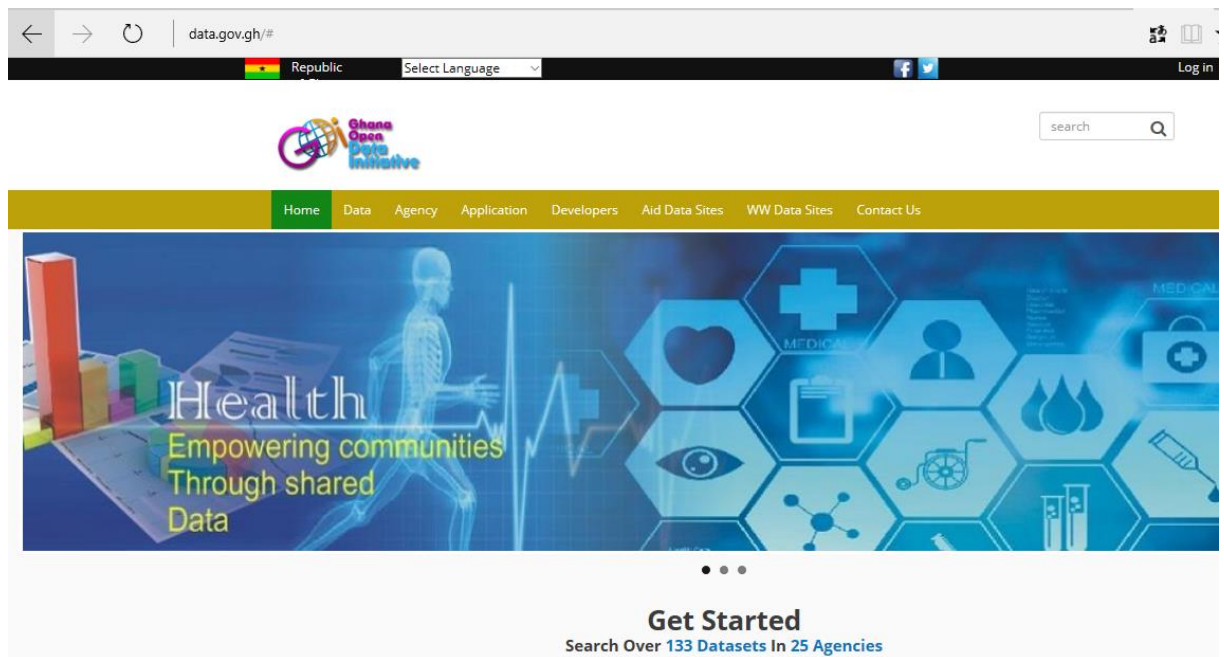 data.gov.gh/#
Republic
Select Language
Log in
Ghana
Open
Data
Initiative
search
Home Data Agency Application Developers Aid Data Sites WW Data Sites Contact Us
Health
Empowering communities
Through shared
Data
MEDICAL
MEDICAL
Get Started
Search Over 133 Datasets In 25 Agencies